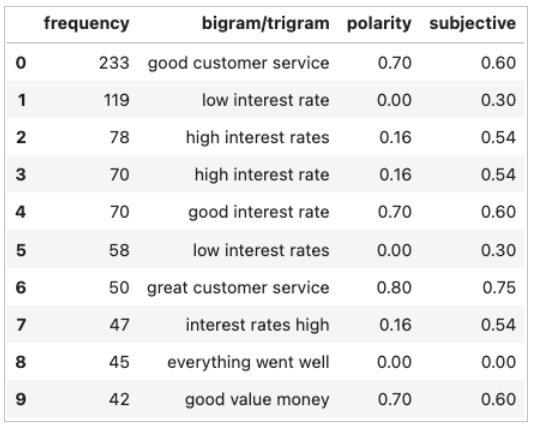 frequency bigram/trigram polarity subjective
0 233 good customer service 0.70 0.60
1 119 low interest rate 0.00 0.30
2 78 high interest rates 0.16 0.54
3 70 high interest rate 0.16 0.54
4 70 good interest rate 0.70 0.60
5 58 low interest rates 0.00 0.30
6 50 great customer service 0.80 0.75
7 47 interest rates high 0.16 0.54
8 45 everything went well 0.00 0.00
9 42 good value money 0.70 0.60